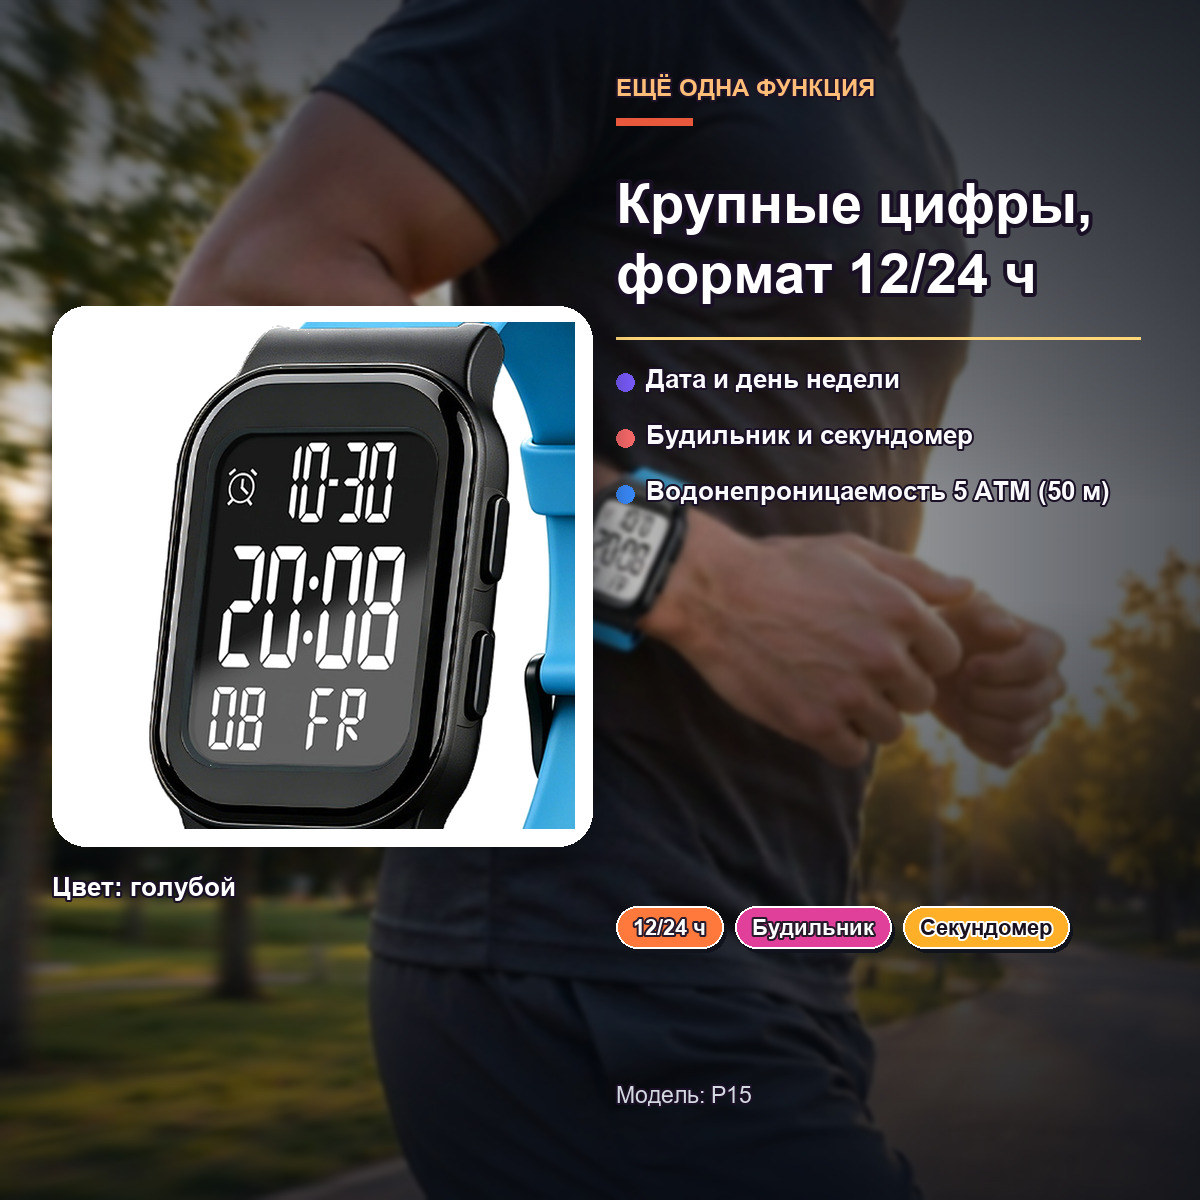 ЕЩЁ ОДНА ФУНКЦИЯ
Крупные цифры,
формат 12/24 ч
Дата и день недели
Будильник и секундомер
Водонепроницаемость 5 АТМ (50 м)
10-30
20:08
08 FR
Цвет: голубой
12/24 ч
Будильник
Секундомер
Модель: P15